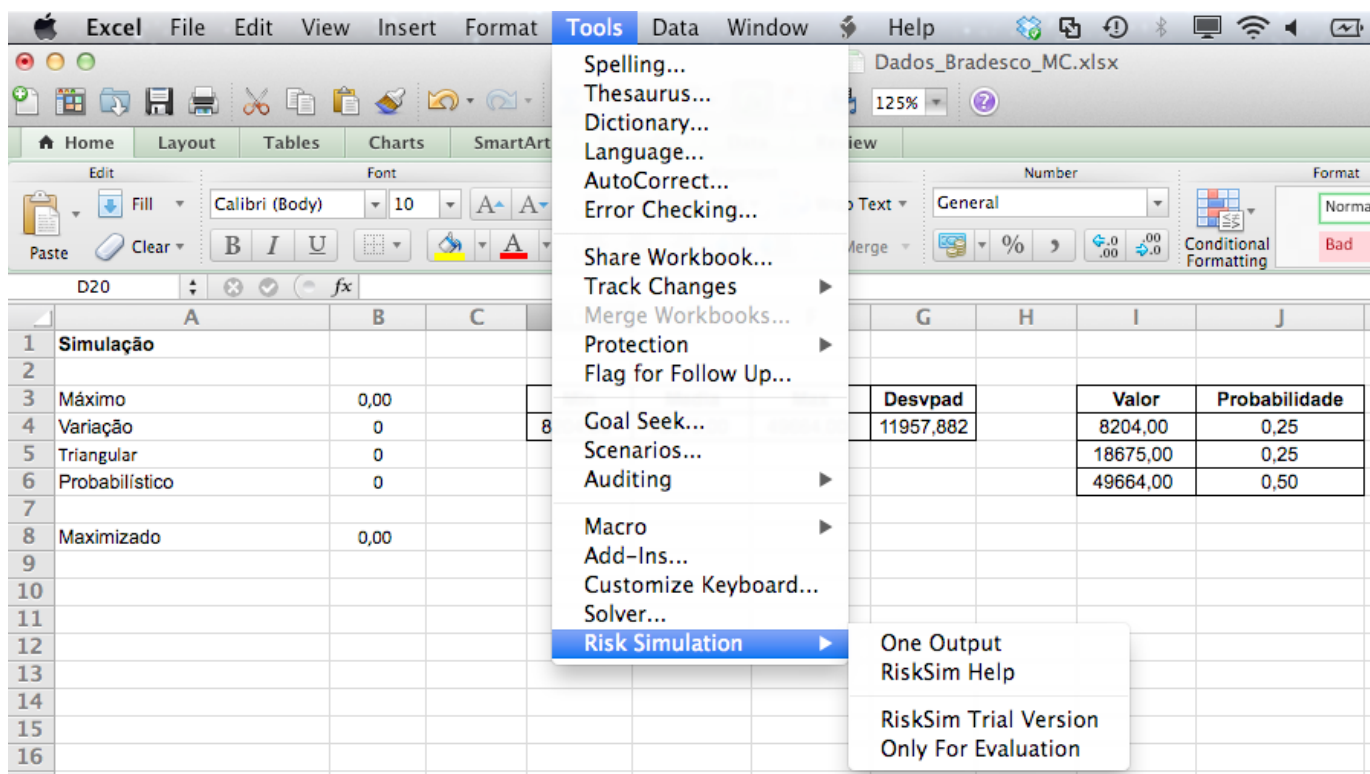 Excel File Edit View Insert Format Tools Data Window Help
Dados_Bradesco_MC.xlsx
125%
Home Layout Tables Charts SmartArt
Edit Font Number Format
Fill Calibri (Body) 10 A A Text General Norma
Paste Clear B I U A % Conditional Formatting Bad
D20 fx
A B C G H I J
1 Simulação
2
3 Máximo 0,00 Desvpad Valor Probabilidade
4 Variação 0 8 11957,882 8204,00 0,25
5 Triangular 0 18675,00 0,25
6 Probabilístico 0 49664,00 0,50
7
8 Maximizado 0,00
9
10
11
12
13
14
15
16
Spelling...
Thesaurus...
Dictionary...
Language...
AutoCorrect...
Error Checking...
Share Workbook...
Track Changes
Merge Workbooks...
Protection
Flag for Follow Up...
Goal Seek...
Scenarios...
Auditing
Macro
Add-Ins...
Customize Keyboard...
Solver...
Risk Simulation
One Output
RiskSim Help
RiskSim Trial Version
Only For Evaluation